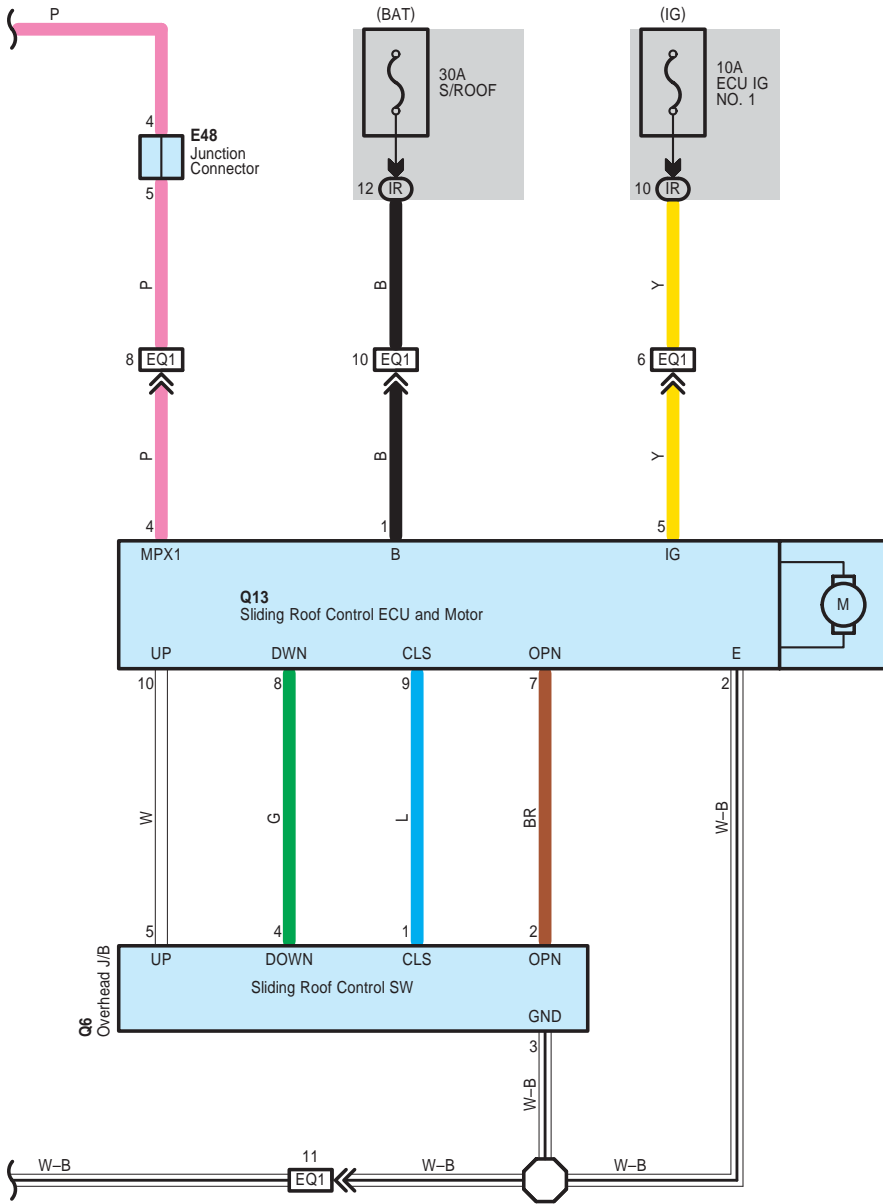 P
(BAT)
(IG)
30A
S/ROOF
10A
ECU IG
NO. 1
4
E48
Junction
Connector
5
12
IR
10
IR
P
B
Y
8
EQ1
10
EQ1
6
EQ1
P
B
Y
4
1
5
MPX1
B
IG
Q13
Sliding Roof Control ECU and Motor
M
UP
DWN
CLS
OPN
E
10
8
9
7
2
W
G
L
BR
W–B
5
4
1
2
UP
DOWN
CLS
OPN
Sliding Roof Control SW
Q6
Overhead J/B
GND
3
W–B
W–B
11
EQ1
W–B
W–B